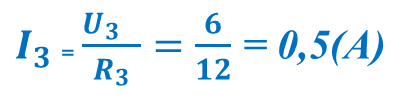 I₃ = U₃/R₃ = 6/12 = 0,5(A)